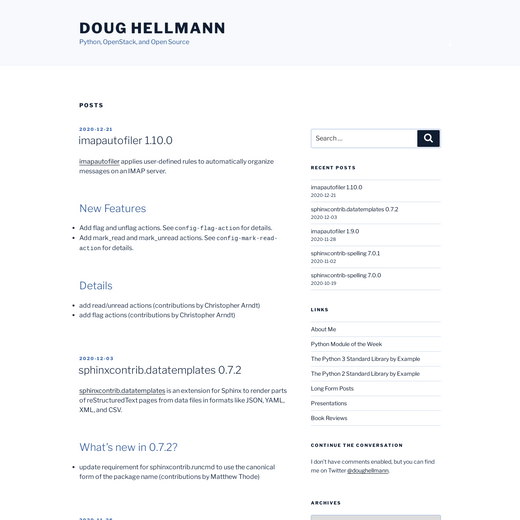 DOUG HELLMANN
Python, OpenStack, and Open Source
POSTS
2020-12-21
imapautofiler 1.10.0
imapautofiler applies user-defined rules to automatically organize
messages on an IMAP server.
New Features
Add flag and unflag actions. See config-flag-action for details.
Add mark_read and mark_unread actions. See config-mark-read-
action for details.
Details
add read/unread actions (contributions by Christopher Arndt)
add flag actions (contributions by Christopher Arndt)
2020-12-03
sphinxcontrib.datatemplates 0.7.2
sphinxcontrib.datatemplates is an extension for Sphinx to render parts
of reStructuredText pages from data files in formats like JSON, YAML,
XML, and CSV.
What's new in 0.7.2?
update requirement for sphinxcontrib.runcmd to use the canonical
form of the package name (contributions by Matthew Thode)
Search ...
RECENT POSTS
imapautofiler 1.10.0
2020-12-21
sphinxcontrib.datatemplates 0.7.2
2020-12-03
imapautofiler 1.9.0
2020-11-28
sphinxcontrib-spelling 7.0.1
2020-11-02
sphinxcontrib-spelling 7.0.0
2020-10-19
LINKS
About Me
Python Module of the Week
The Python 3 Standard Library by Example
The Python 2 Standard Library by Example
Long Form Posts
Presentations
Book Reviews
CONTINUE THE CONVERSATION
I don't have comments enabled, but you can find
me on Twitter @doughellmann.
ARCHIVES